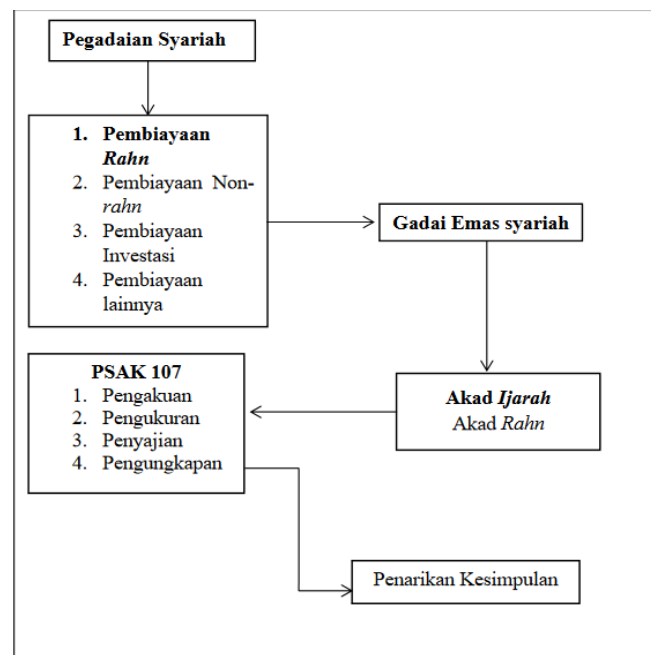 Pegadaian Syariah
1. Pembiayaan
Rahn
2. Pembiayaan Non-
rahn
3. Pembiayaan
Investasi
4. Pembiayaan
lainnya
Gadai Emas syariah
Akad Ijarah
Akad Rahn
PSAK 107
1. Pengakuan
2. Pengukuran
3. Penyajian
4. Pengungkapan
Penarikan Kesimpulan